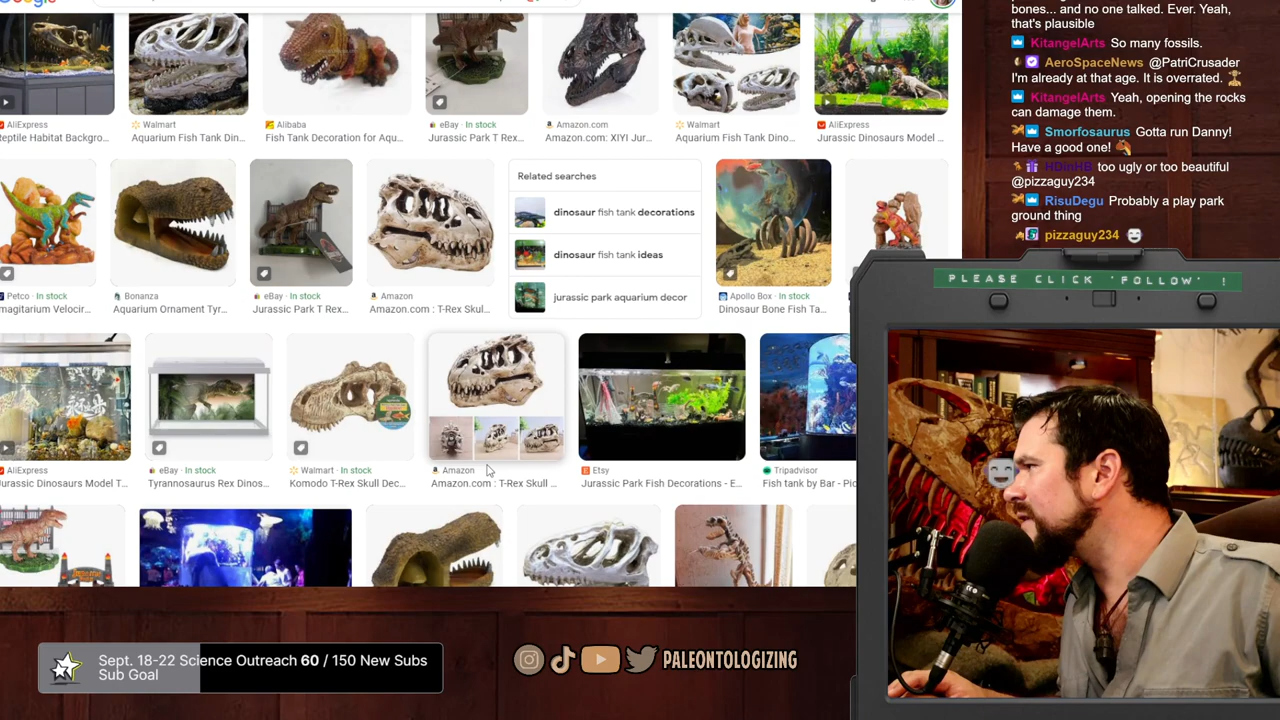 AliExpress
Reptile Habitat Backgro...
Walmart
Aquarium Fish Tank Din...
Alibaba
Fish Tank Decoration for Aqu...
eBay · In stock
Jurassic Park T Rex...
Amazon.com
Amazon.com: XIYI Jur...
Walmart
Aquarium Fish Tank Dino...
AliExpress
Jurassic Dinosaurs Model ...
Petco · In stock
magitarium Velocir...
Bonanza
Aquarium Ornament Tyr...
eBay · In stock
Jurassic Park T Rex...
Amazon
Amazon.com : T-Rex Skul...
Related searches
dinosaur fish tank decorations
dinosaur fish tank ideas
jurassic park aquarium decor
Apollo Box · In stock
Dinosaur Bone Fish Ta...
AliExpress
Jurassic Dinosaurs Model T...
eBay · In stock
Tyrannosaurus Rex Dinos...
Walmart · In stock
Komodo T-Rex Skull Dec...
Amazon
Amazon.com : T-Rex Skull ...
Etsy
Jurassic Park Fish Decorations - E...
Tripadvisor
Fish tank by Bar - Pic
bones... and no one talked. Ever. Yeah,
that's plausible
KitangelArts So many fossils.
AeroSpaceNews @PatriCrusader
I'm already at that age. It is overrated.
KitangelArts Yeah, opening the rocks
can damage them.
Smorfosaurus Gotta run Danny!
Have a good one!
HDinHB too ugly or too beautiful
@pizzaguy234
RisuDegu Probably a play park
ground thing
pizzaguy234
PLEASE CLICK 'FOLLOW' !
Sept. 18-22 Science Outreach 60 / 150 New Subs
Sub Goal
PALEONTOLOGIZING